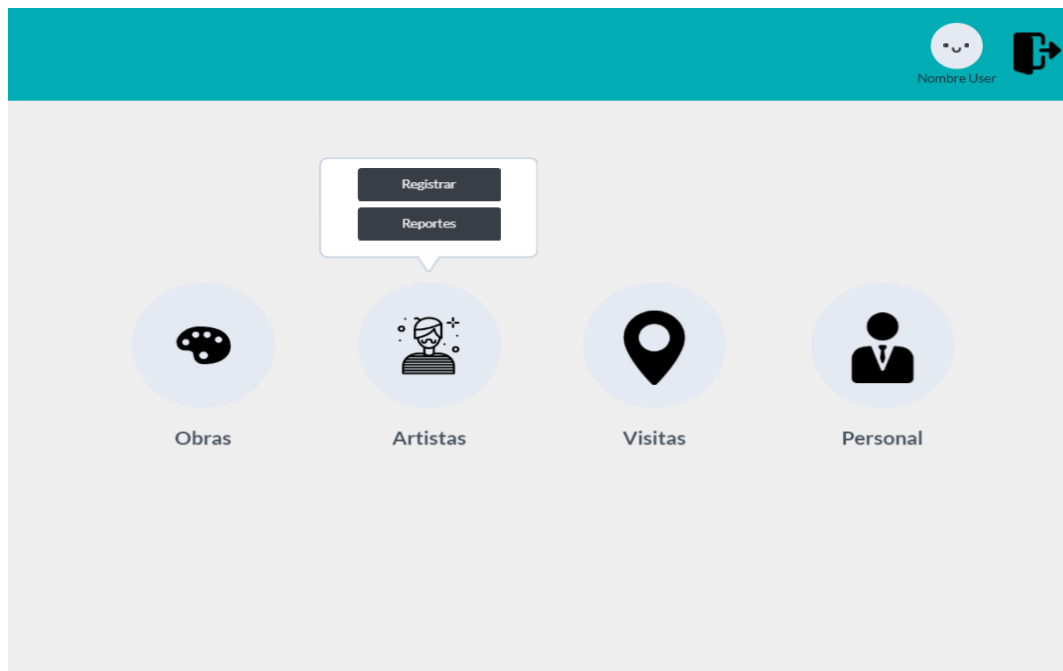 Nombre User
Registrar
Reportes
Obras
Artistas
Visitas
Personal